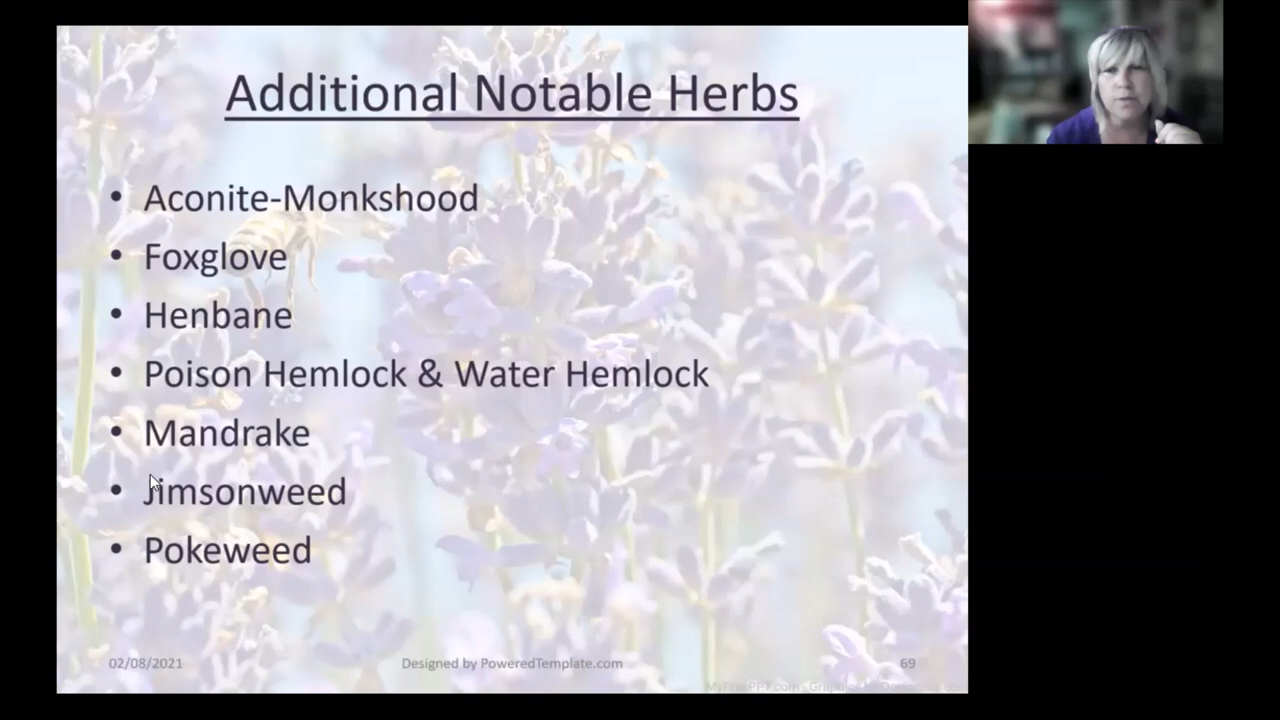 Additional Notable Herbs
• Aconite-Monkshood
• Foxglove
• Henbane
• Poison Hemlock & Water Hemlock
• Mandrake
• Jimsonweed
• Pokeweed
02/08/2021
Designed by PoweredTemplate.com
69